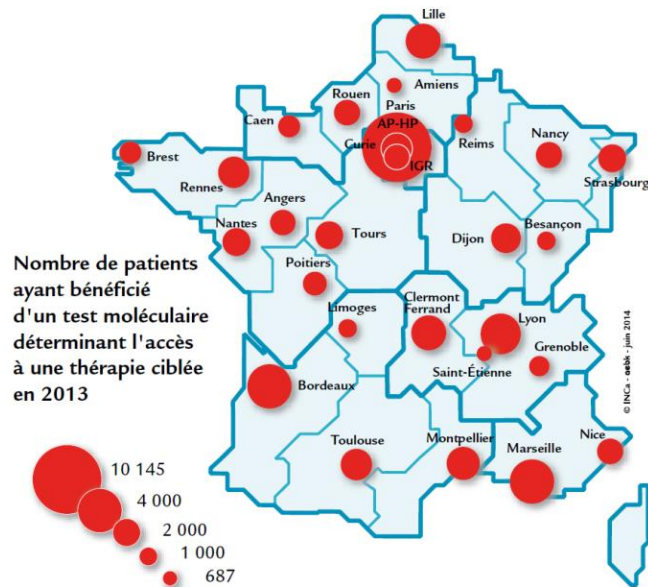 Lille
Amiens
Rouen
Paris
AP-HP
Caen
Curie
IGR
Reims
Nancy
Strasbourg
Brest
Rennes
Angers
Nantes
Tours
Dijon
Besançon
Poitiers
Nombre de patients
ayant bénéficié
d'un test moléculaire
déterminant l'accès
à une thérapie ciblée
en 2013
Limoges
Clermont
Ferrand
Lyon
Grenoble
Saint-Étienne
Bordeaux
Toulouse
Montpellier
Marseille
Nice
10 145
4 000
2 000
1 000
687
© INCa - oebk - juin 2014